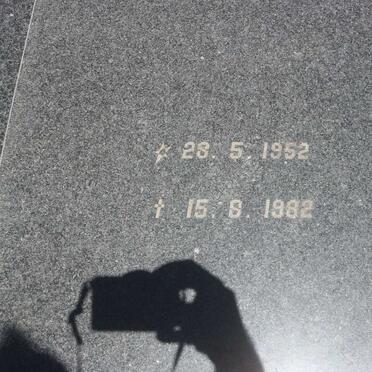 * 28. 5. 1952
† 15. 8. 1982